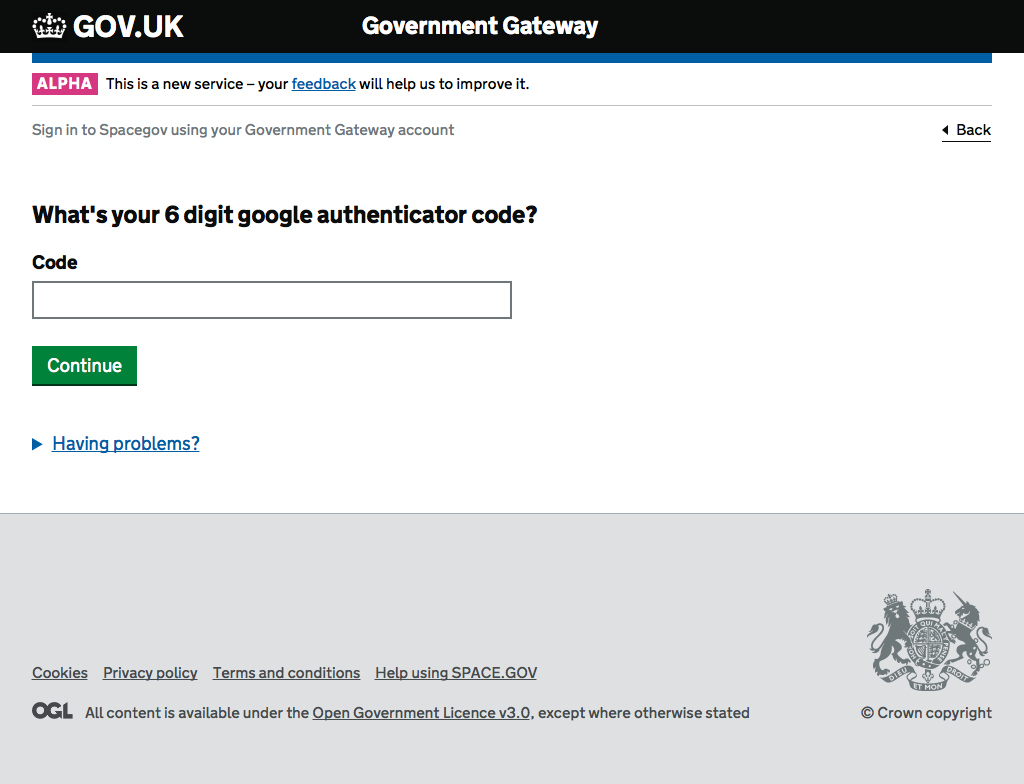 GOV.UK Government Gateway
ALPHA This is a new service – your feedback will help us to improve it.
Sign in to Spacegov using your Government Gateway account Back
What's your 6 digit google authenticator code?
Code
Continue
Having problems?
Cookies Privacy policy Terms and conditions Help using SPACE.GOV
DIEU ET MON DROIT
OGL All content is available under the Open Government Licence v3.0, except where otherwise stated © Crown copyright